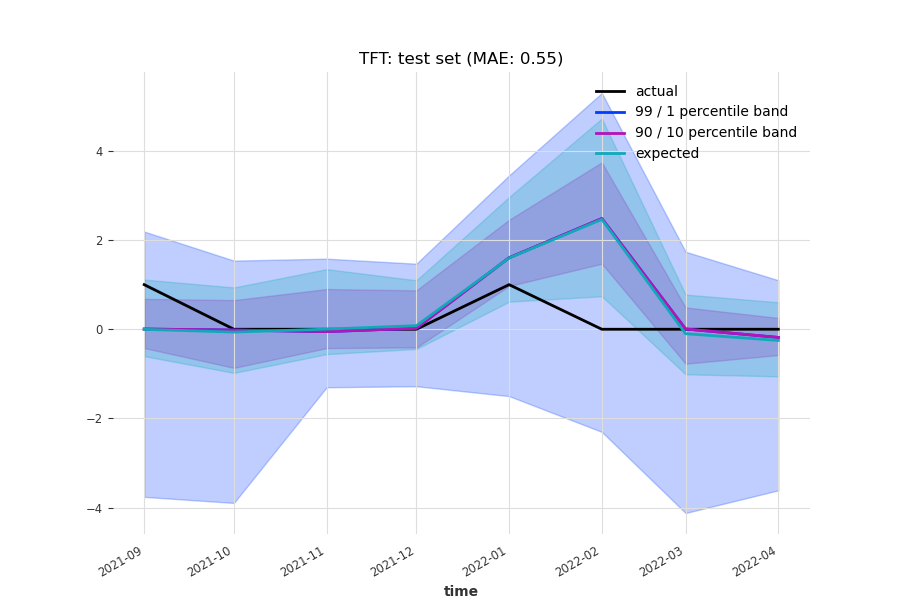 TFT: test set (MAE: 0.55)
actual
99 / 1 percentile band
90 / 10 percentile band
expected
4
2
0
−2
−4
2021-09
2021-10
2021-11
2021-12
2022-01
2022-02
2022-03
2022-04
time